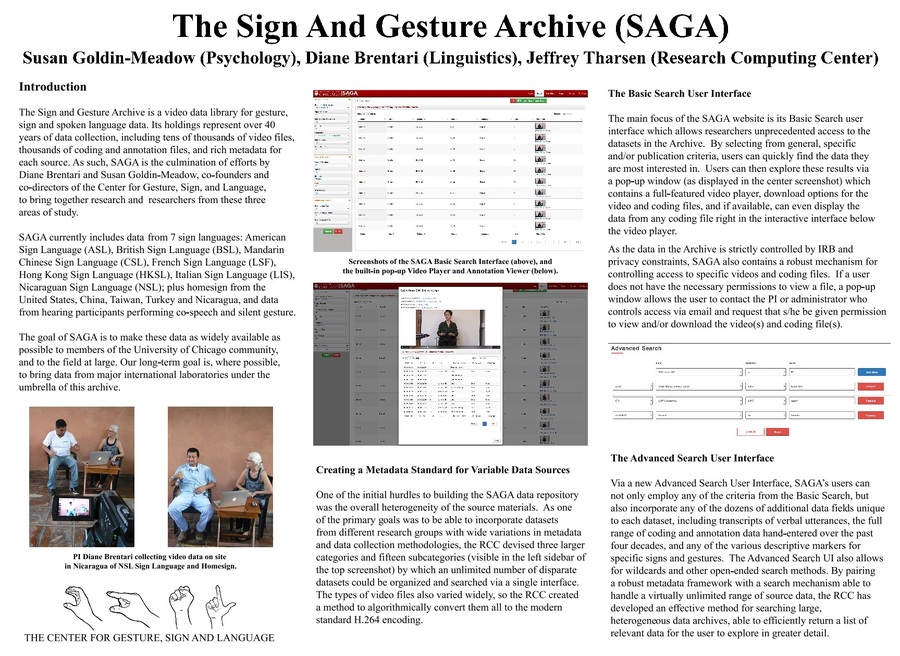 The Sign And Gesture Archive (SAGA)
Susan Goldin-Meadow (Psychology), Diane Brentari (Linguistics), Jeffrey Tharsen (Research Computing Center)
Introduction
The Sign and Gesture Archive is a video data library for gesture,
sign and spoken language data. Its holdings represent over 40
years of data collection, including tens of thousands of video files,
thousands of coding and annotation files, and rich metadata for
each source. As such, SAGA is the culmination of efforts by
Diane Brentari and Susan Goldin-Meadow, co-founders and
co-directors of the Center for Gesture, Sign, and Language,
to bring together research and researchers from these three
areas of study.
SAGA currently includes data from 7 sign languages: American
Sign Language (ASL), British Sign Language (BSL), Mandarin
Chinese Sign Language (CSL), French Sign Language (LSF),
Hong Kong Sign Language (HKSL), Italian Sign Language (LIS),
Nicaraguan Sign Language (NSL); plus homesign from the
United States, China, Taiwan, Turkey and Nicaragua, and data
from hearing participants performing co-speech and silent gesture.
The goal of SAGA is to make these data as widely available as
possible to members of the University of Chicago community,
and to the field at large. Our long-term goal is, where possible,
to bring data from major international laboratories under the
umbrella of this archive.
PI Diane Brentari collecting video data on site
in Nicaragua of NSL Sign Language and Homesign.
THE CENTER FOR GESTURE, SIGN AND LANGUAGE
SAGA
Screenshots of the SAGA Basic Search Interface (above), and
the built-in pop-up Video Player and Annotation Viewer (below).
SAGA
Creating a Metadata Standard for Variable Data Sources
One of the initial hurdles to building the SAGA data repository
was the overall heterogeneity of the source materials. As one
of the primary goals was to be able to incorporate datasets
from different research groups with wide variations in metadata
and data collection methodologies, the RCC devised three larger
categories and fifteen subcategories (visible in the left sidebar of
the top screenshot) by which an unlimited number of disparate
datasets could be organized and searched via a single interface.
The types of video files also varied widely, so the RCC created
a method to algorithmically convert them all to the modern
standard H.264 encoding.
The Basic Search User Interface
The main focus of the SAGA website is its Basic Search user
interface which allows researchers unprecedented access to the
datasets in the Archive. By selecting from general, specific
and/or publication criteria, users can quickly find the data they
are most interested in. Users can then explore these results via
a pop-up window (as displayed in the center screenshot) which
contains a full-featured video player, download options for the
video and coding files, and if available, can even display the
data from any coding file right in the interactive interface below
the video player.
As the data in the Archive is strictly controlled by IRB and
privacy constraints, SAGA also contains a robust mechanism for
controlling access to specific videos and coding files. If a user
does not have the necessary permissions to view a file, a pop-up
window allows the user to contact the PI or administrator who
controls access via email and request that s/he be given permission
to view and/or download the video(s) and coding file(s).
Advanced Search
The Advanced Search User Interface
Via a new Advanced Search User Interface, SAGA's users can
not only employ any of the criteria from the Basic Search, but
also incorporate any of the dozens of additional data fields unique
to each dataset, including transcripts of verbal utterances, the full
range of coding and annotation data hand-entered over the past
four decades, and any of the various descriptive markers for
specific signs and gestures. The Advanced Search UI also allows
for wildcards and other open-ended search methods. By pairing
a robust metadata framework with a search mechanism able to
handle a virtually unlimited range of source data, the RCC has
developed an effective method for searching large,
heterogeneous data archives, able to efficiently return a list of
relevant data for the user to explore in greater detail.